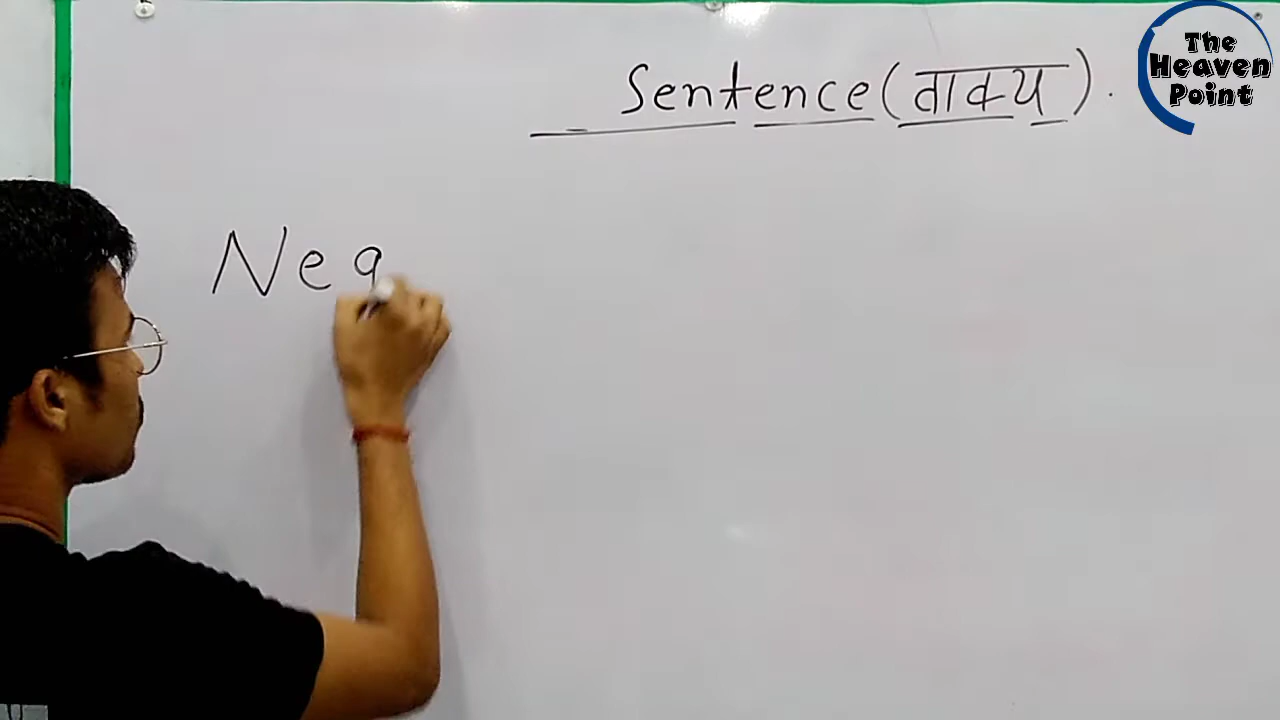 Sentence (वाक्य).
Neg
The
Heaven
Point